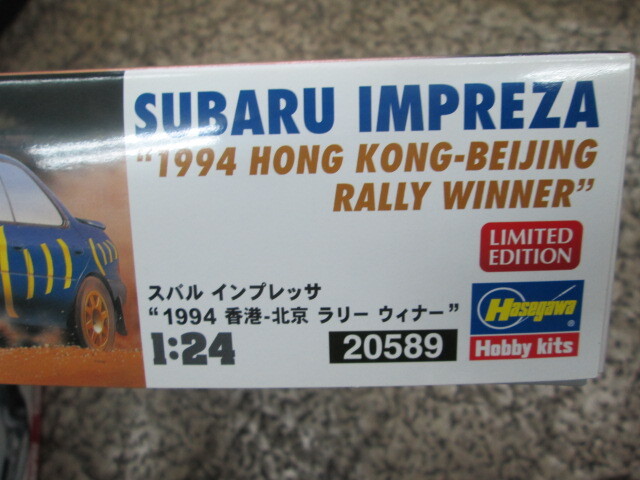 SUBARU IMPREZA
"1994 HONG KONG-BEIJING
RALLY WINNER"
LIMITED
EDITION
スバル インプレッサ
"1994 香港-北京 ラリー ウィナー"
1:24
20589
Hasegawa
Hobby kits